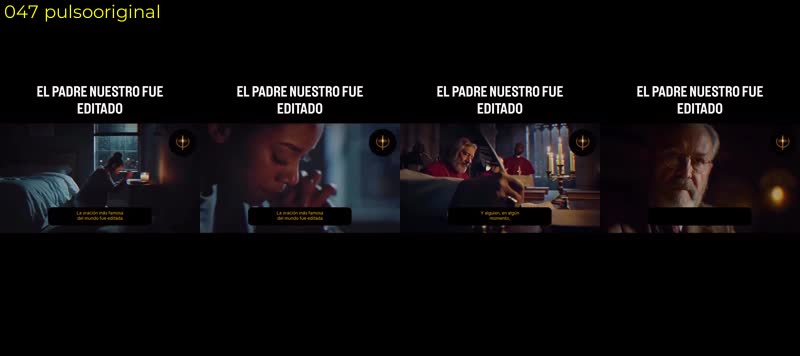 047 pulsooriginal
EL PADRE NUESTRO FUE
EDITADO
EL PADRE NUESTRO FUE
EDITADO
EL PADRE NUESTRO FUE
EDITADO
EL PADRE NUESTRO FUE
EDITADO
La oración más famosa
del mundo fue editada
La oración más famosa
del mundo fue editada
Y alguien, en algún
momento,